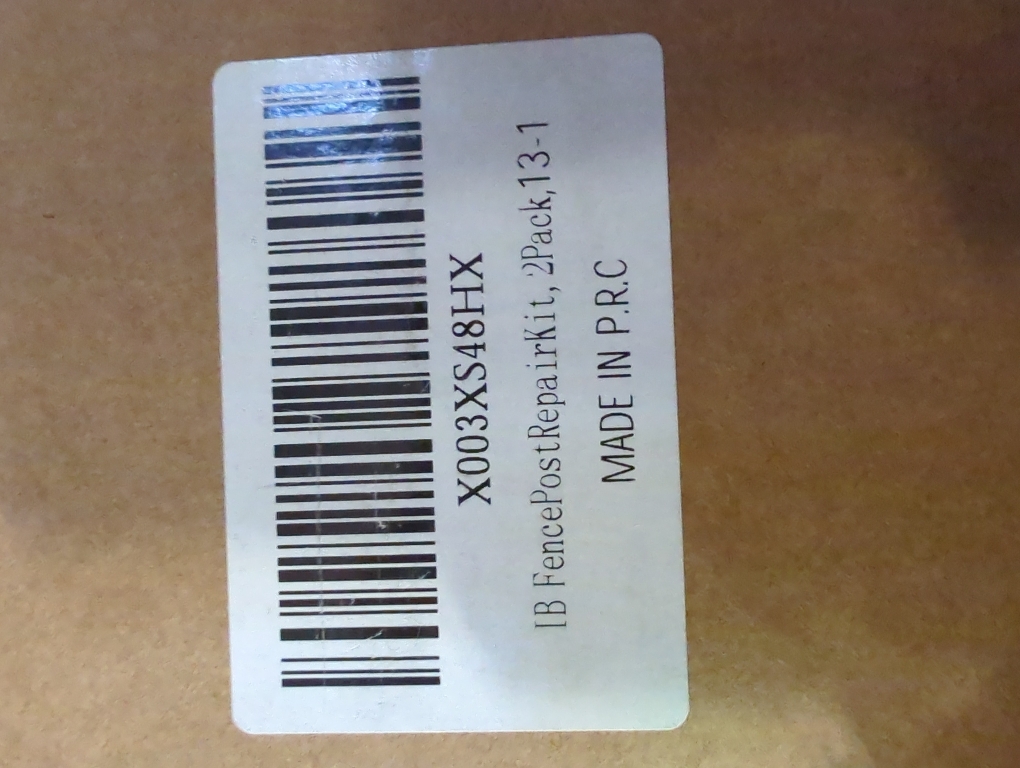 X003XS48HX
IB FencePostRepairKit, 2Pack,13-1
MADE IN P.R.C